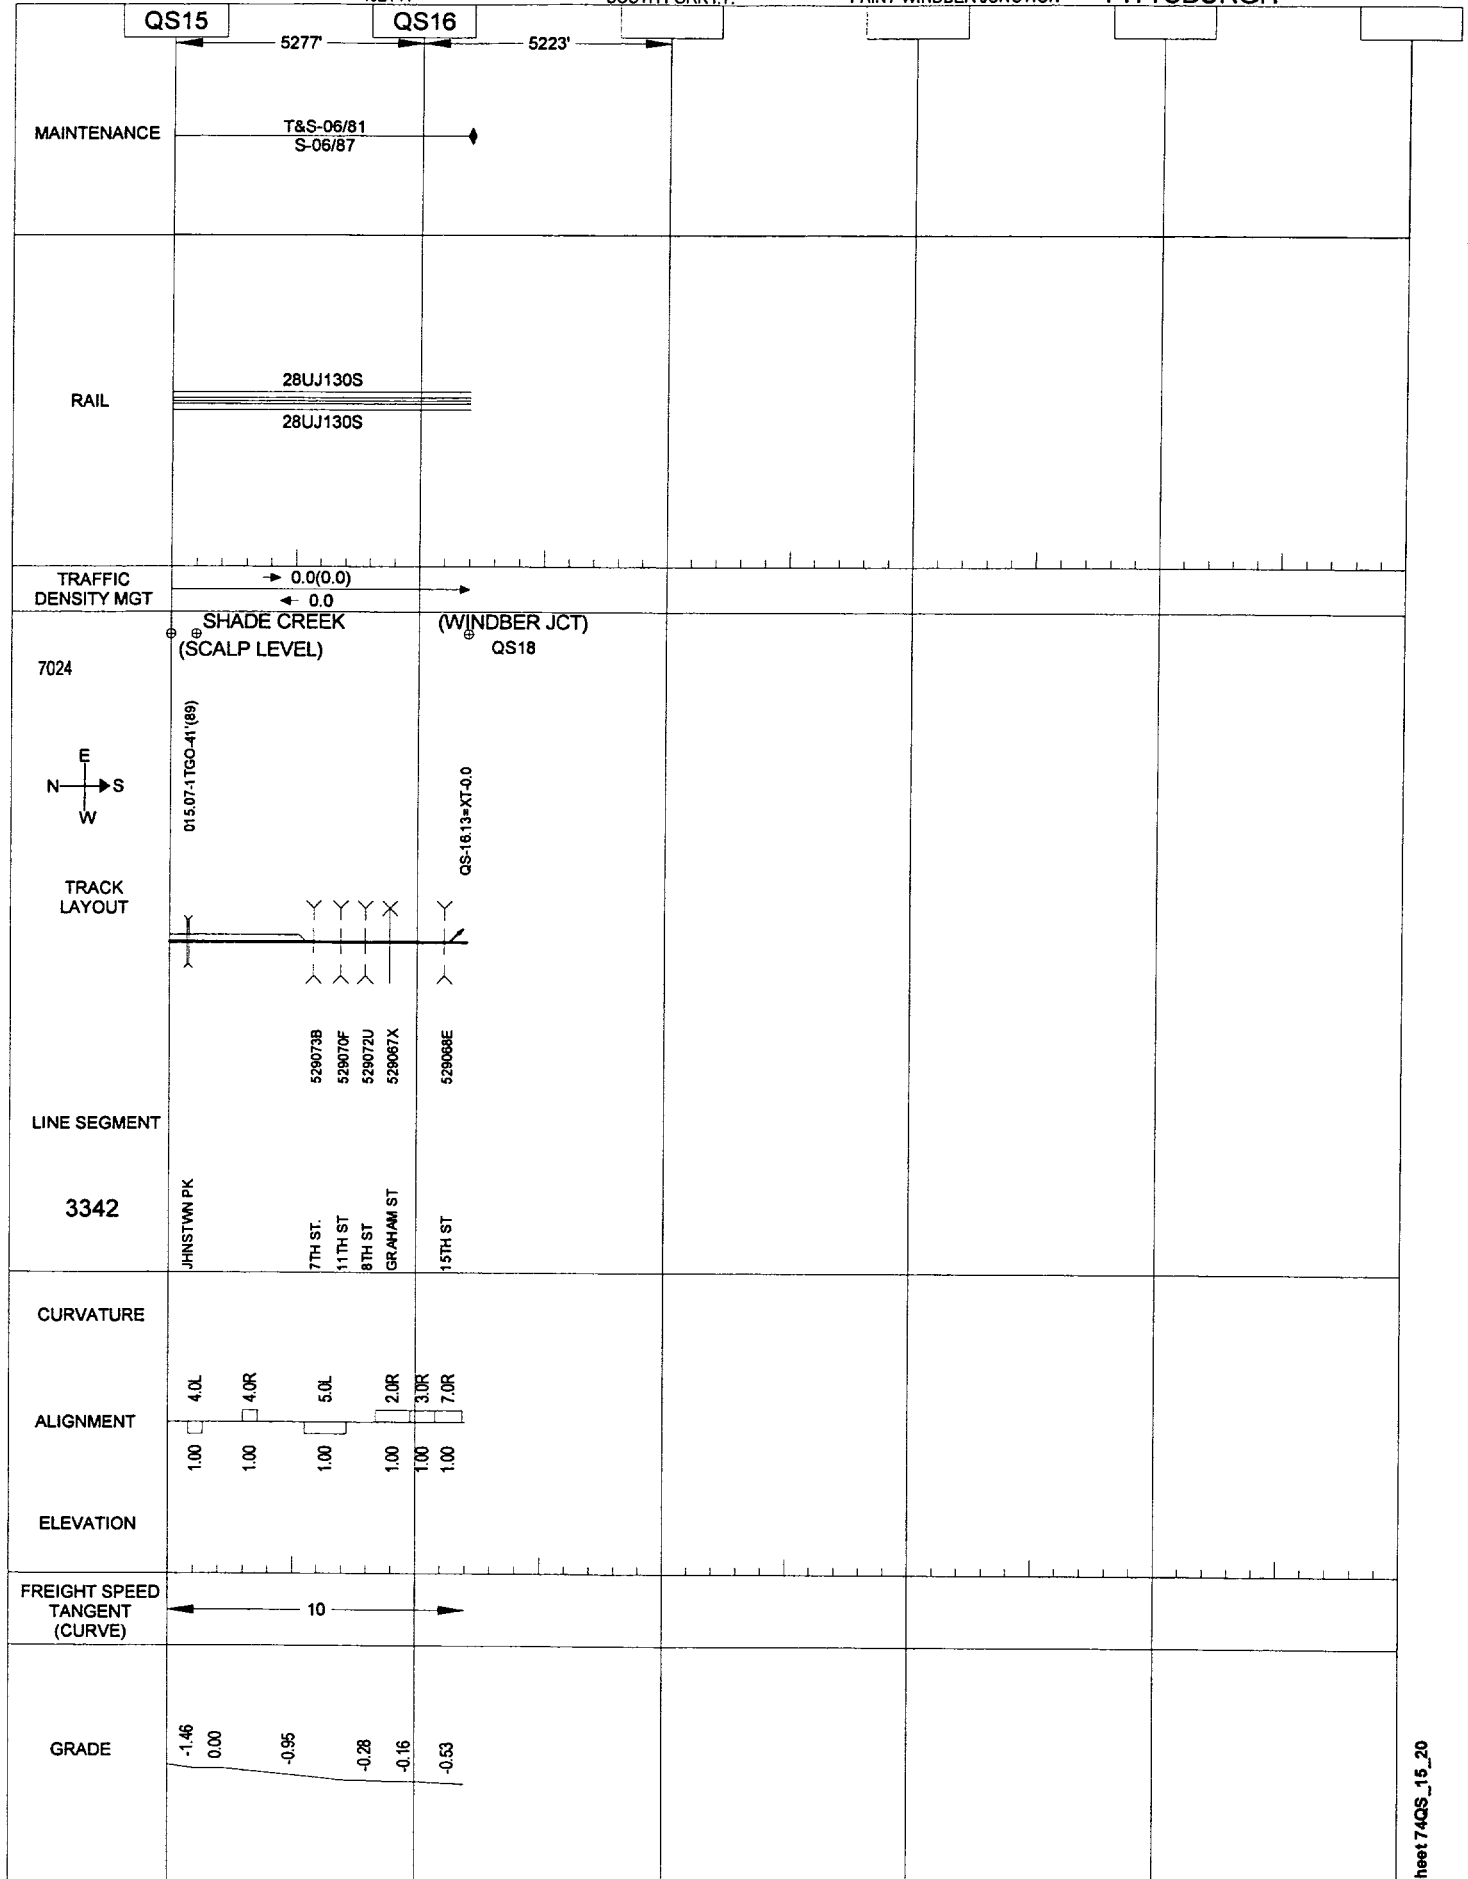 PITTSBURGH
QS15
QS16
5277'
5223'
MAINTENANCE
T&S-06/81
S-06/87
RAIL
28UJ130S
28UJ130S
TRAFFIC
DENSITY MGT
0.0(0.0)
0.0
SHADE CREEK
(SCALP LEVEL)
(WINDBER JCT)
QS18
7024
E
N
S
W
015.07-1TGO-41'(89)
QS-16.13=XT-0.0
TRACK
LAYOUT
529073B
529070F
529072U
529067X
529068E
LINE SEGMENT
3342
JHNSTWN PK
7TH ST.
11TH ST
8TH ST
GRAHAM ST
15TH ST
CURVATURE
4.0L
4.0R
5.0L
2.0R
3.0R
7.0R
ALIGNMENT
1.00
1.00
1.00
1.00
1.00
1.00
ELEVATION
FREIGHT SPEED
TANGENT
(CURVE)
10
GRADE
-1.46
0.00
-0.95
-0.28
-0.16
-0.53
heet 74QS_15_20